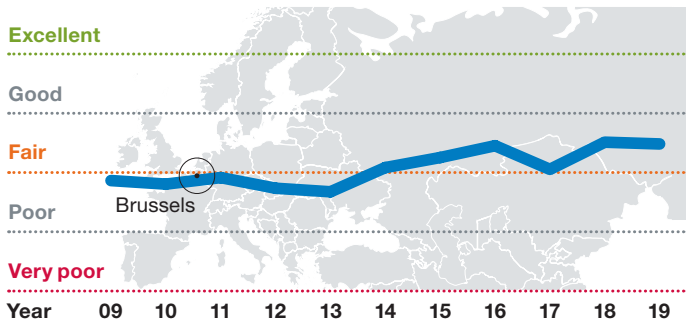 Excellent
Good
Fair
Brussels
Poor
Very poor
Year 09 10 11 12 13 14 15 16 17 18 19